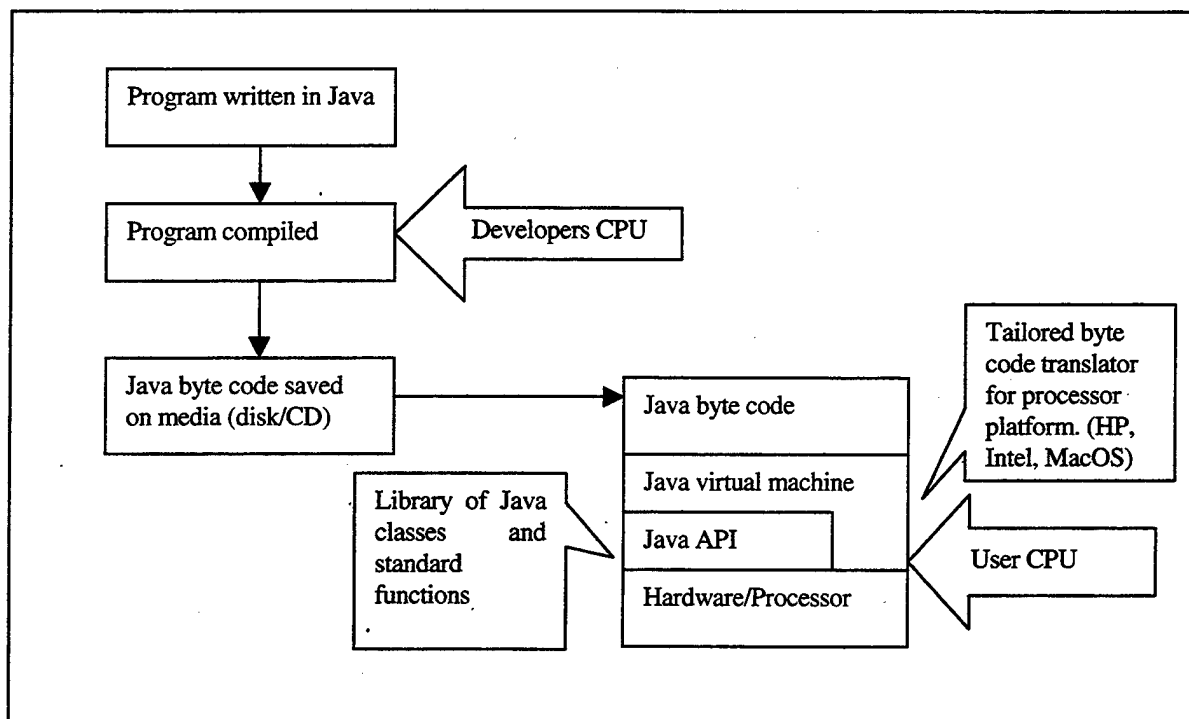 Program written in Java
Program compiled
Developers CPU
Java byte code saved
on media (disk/CD)
Java byte code
Java virtual machine
Java API
Hardware/Processor
Tailored byte
code translator
for processor
platform. (HP,
Intel, MacOS)
Library of Java
classes and
standard
functions
User CPU